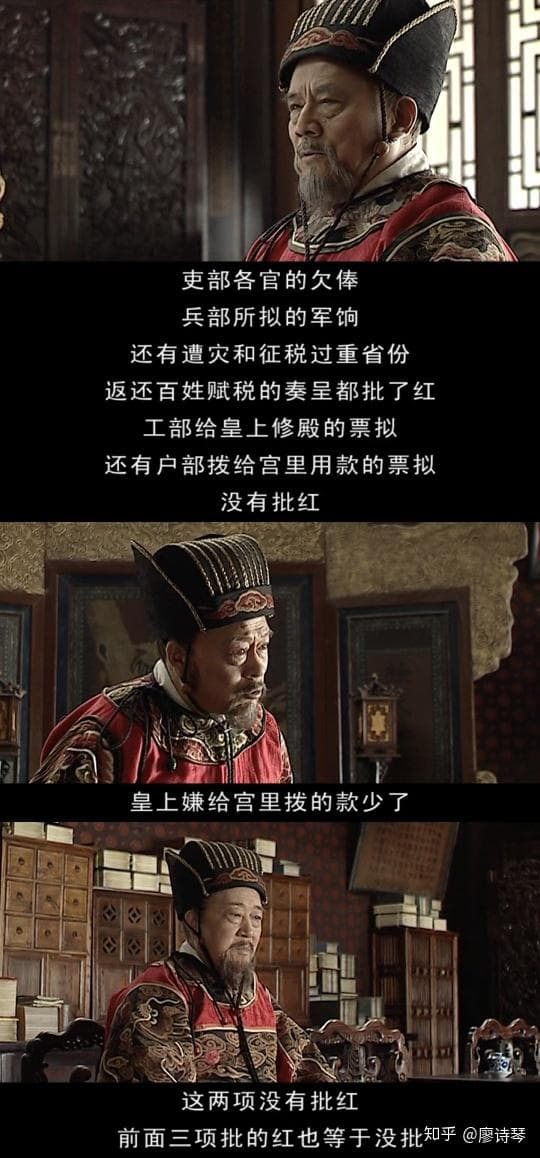 吏部各官的欠俸
兵部所拟的军饷
还有遭灾和征税过重省份
返还百姓赋税的奏呈都批了红
工部给皇上修殿的票拟
还有户部拨给宫里用款的票拟
没有批红
皇上嫌给宫里拨的款少了
这两项没有批红
前面三项批的红也等于没批
知乎 @廖诗琴